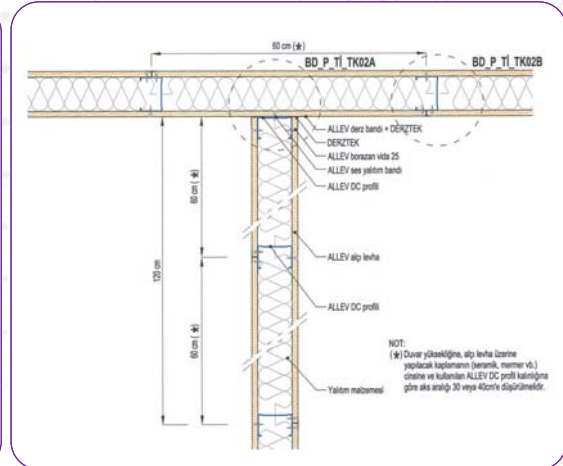 60 cm (★)
BD_P_Tİ_TK02A
BD_P_Tİ_TK02B
ALLEV derz bandı + DERZTEK
DERZTEK
ALLEV borazan vida 25
ALLEV ses yalıtım bandı
ALLEV DC profili
60 cm (★)
120 cm
ALLEV alçı levha
ALLEV DC profili
60 cm (★)
Yalıtım malzemesi
NOT:
(★) Duvar yüksekliğine, alçı levha üzerine
yapılacak kaplamanın (seramik, mermer vb.)
cinsine ve kullanılan ALLEV DC profil kalınlığına
göre aks aralığı 30 veya 40cm'e düşürülmelidir.